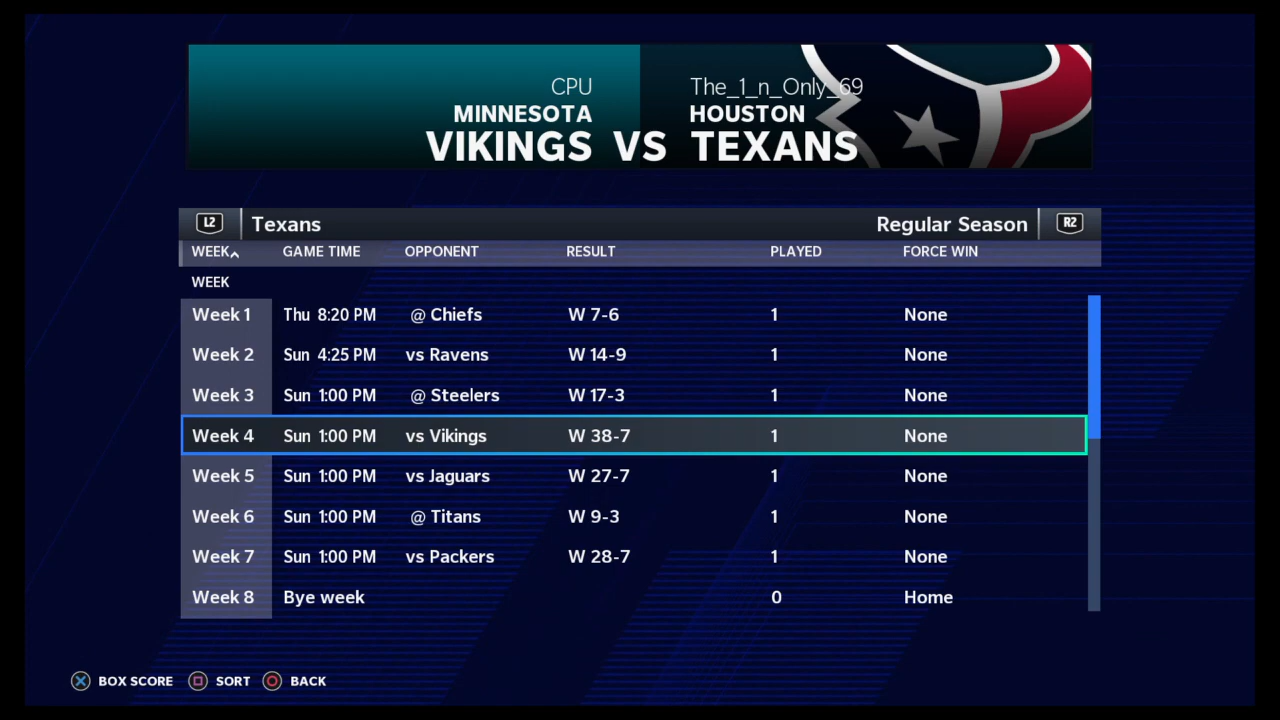 CPU The_1_n_Only_69
MINNESOTA HOUSTON
VIKINGS VS TEXANS
L2 Texans Regular Season R2
WEEK GAME TIME OPPONENT RESULT PLAYED FORCE WIN
WEEK
Week 1 Thu 8:20 PM @ Chiefs W 7-6 1 None
Week 2 Sun 4:25 PM vs Ravens W 14-9 1 None
Week 3 Sun 1:00 PM @ Steelers W 17-3 1 None
Week 4 Sun 1:00 PM vs Vikings W 38-7 1 None
Week 5 Sun 1:00 PM vs Jaguars W 27-7 1 None
Week 6 Sun 1:00 PM @ Titans W 9-3 1 None
Week 7 Sun 1:00 PM vs Packers W 28-7 1 None
Week 8 Bye week 0 Home
BOX SCORE SORT BACK